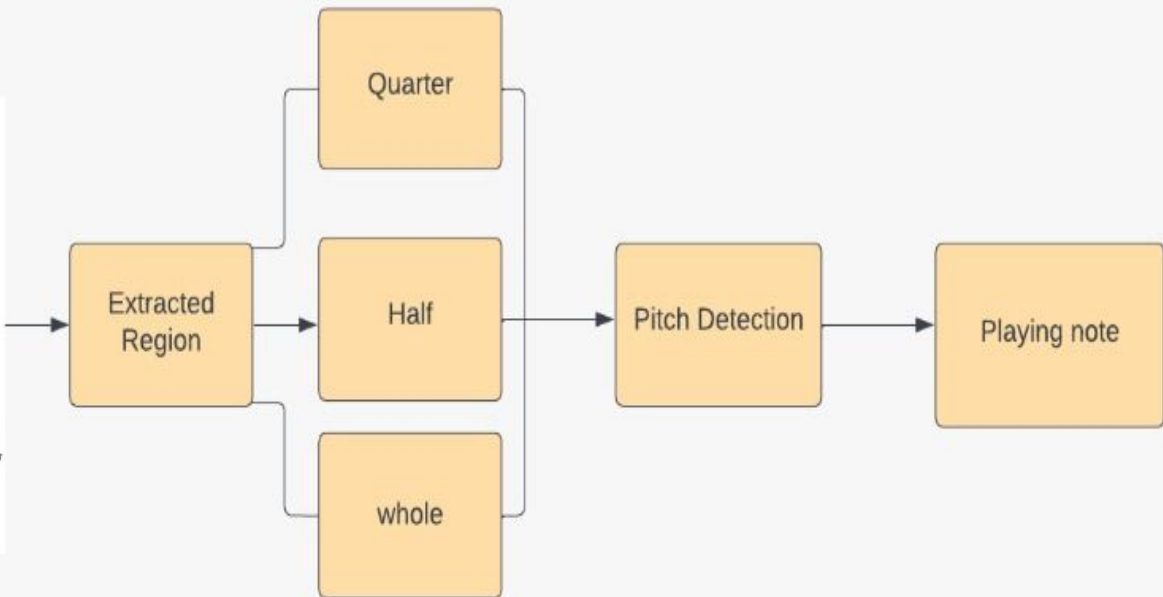 Quarter
Extracted
Region
Half
Pitch Detection
Playing note
whole